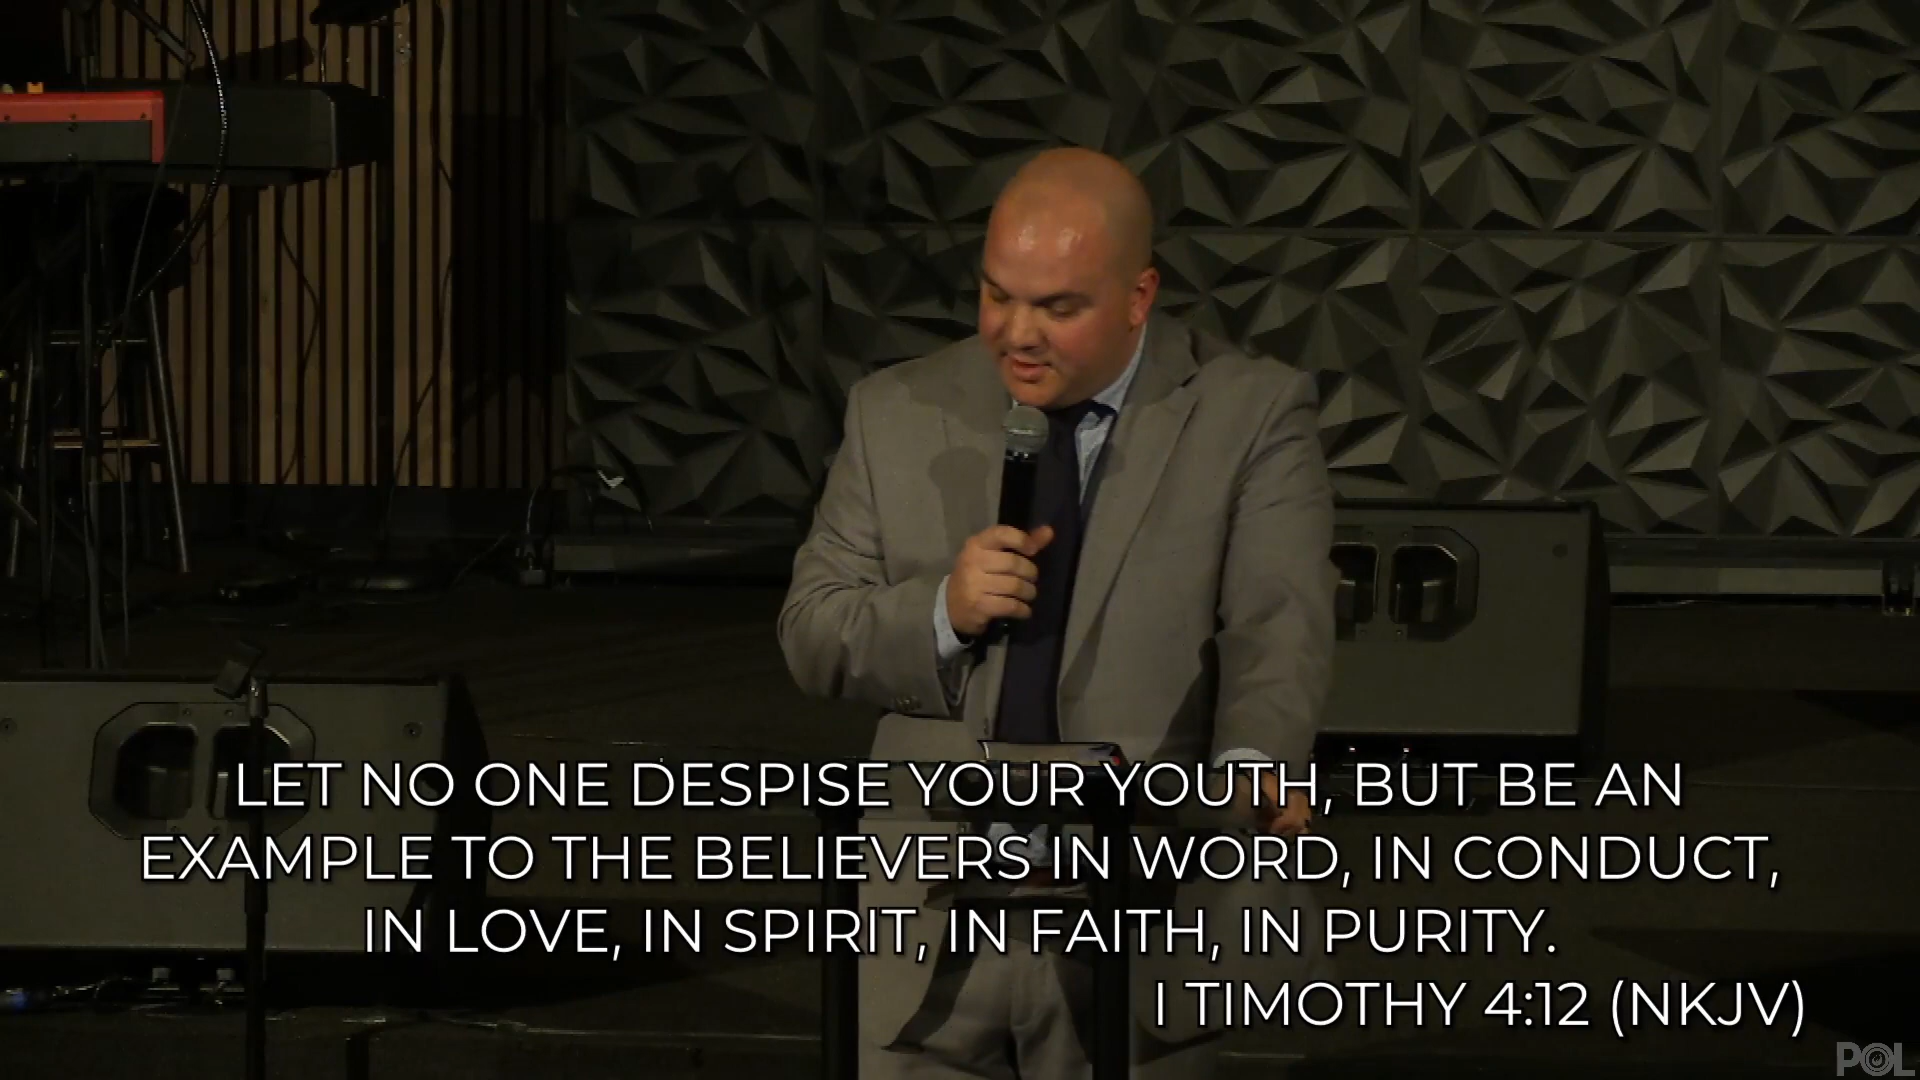 LET NO ONE DESPISE YOUR YOUTH, BUT BE AN
EXAMPLE TO THE BELIEVERS IN WORD, IN CONDUCT,
IN LOVE, IN SPIRIT, IN FAITH, IN PURITY.
I TIMOTHY 4:12 (NKJV)
POL